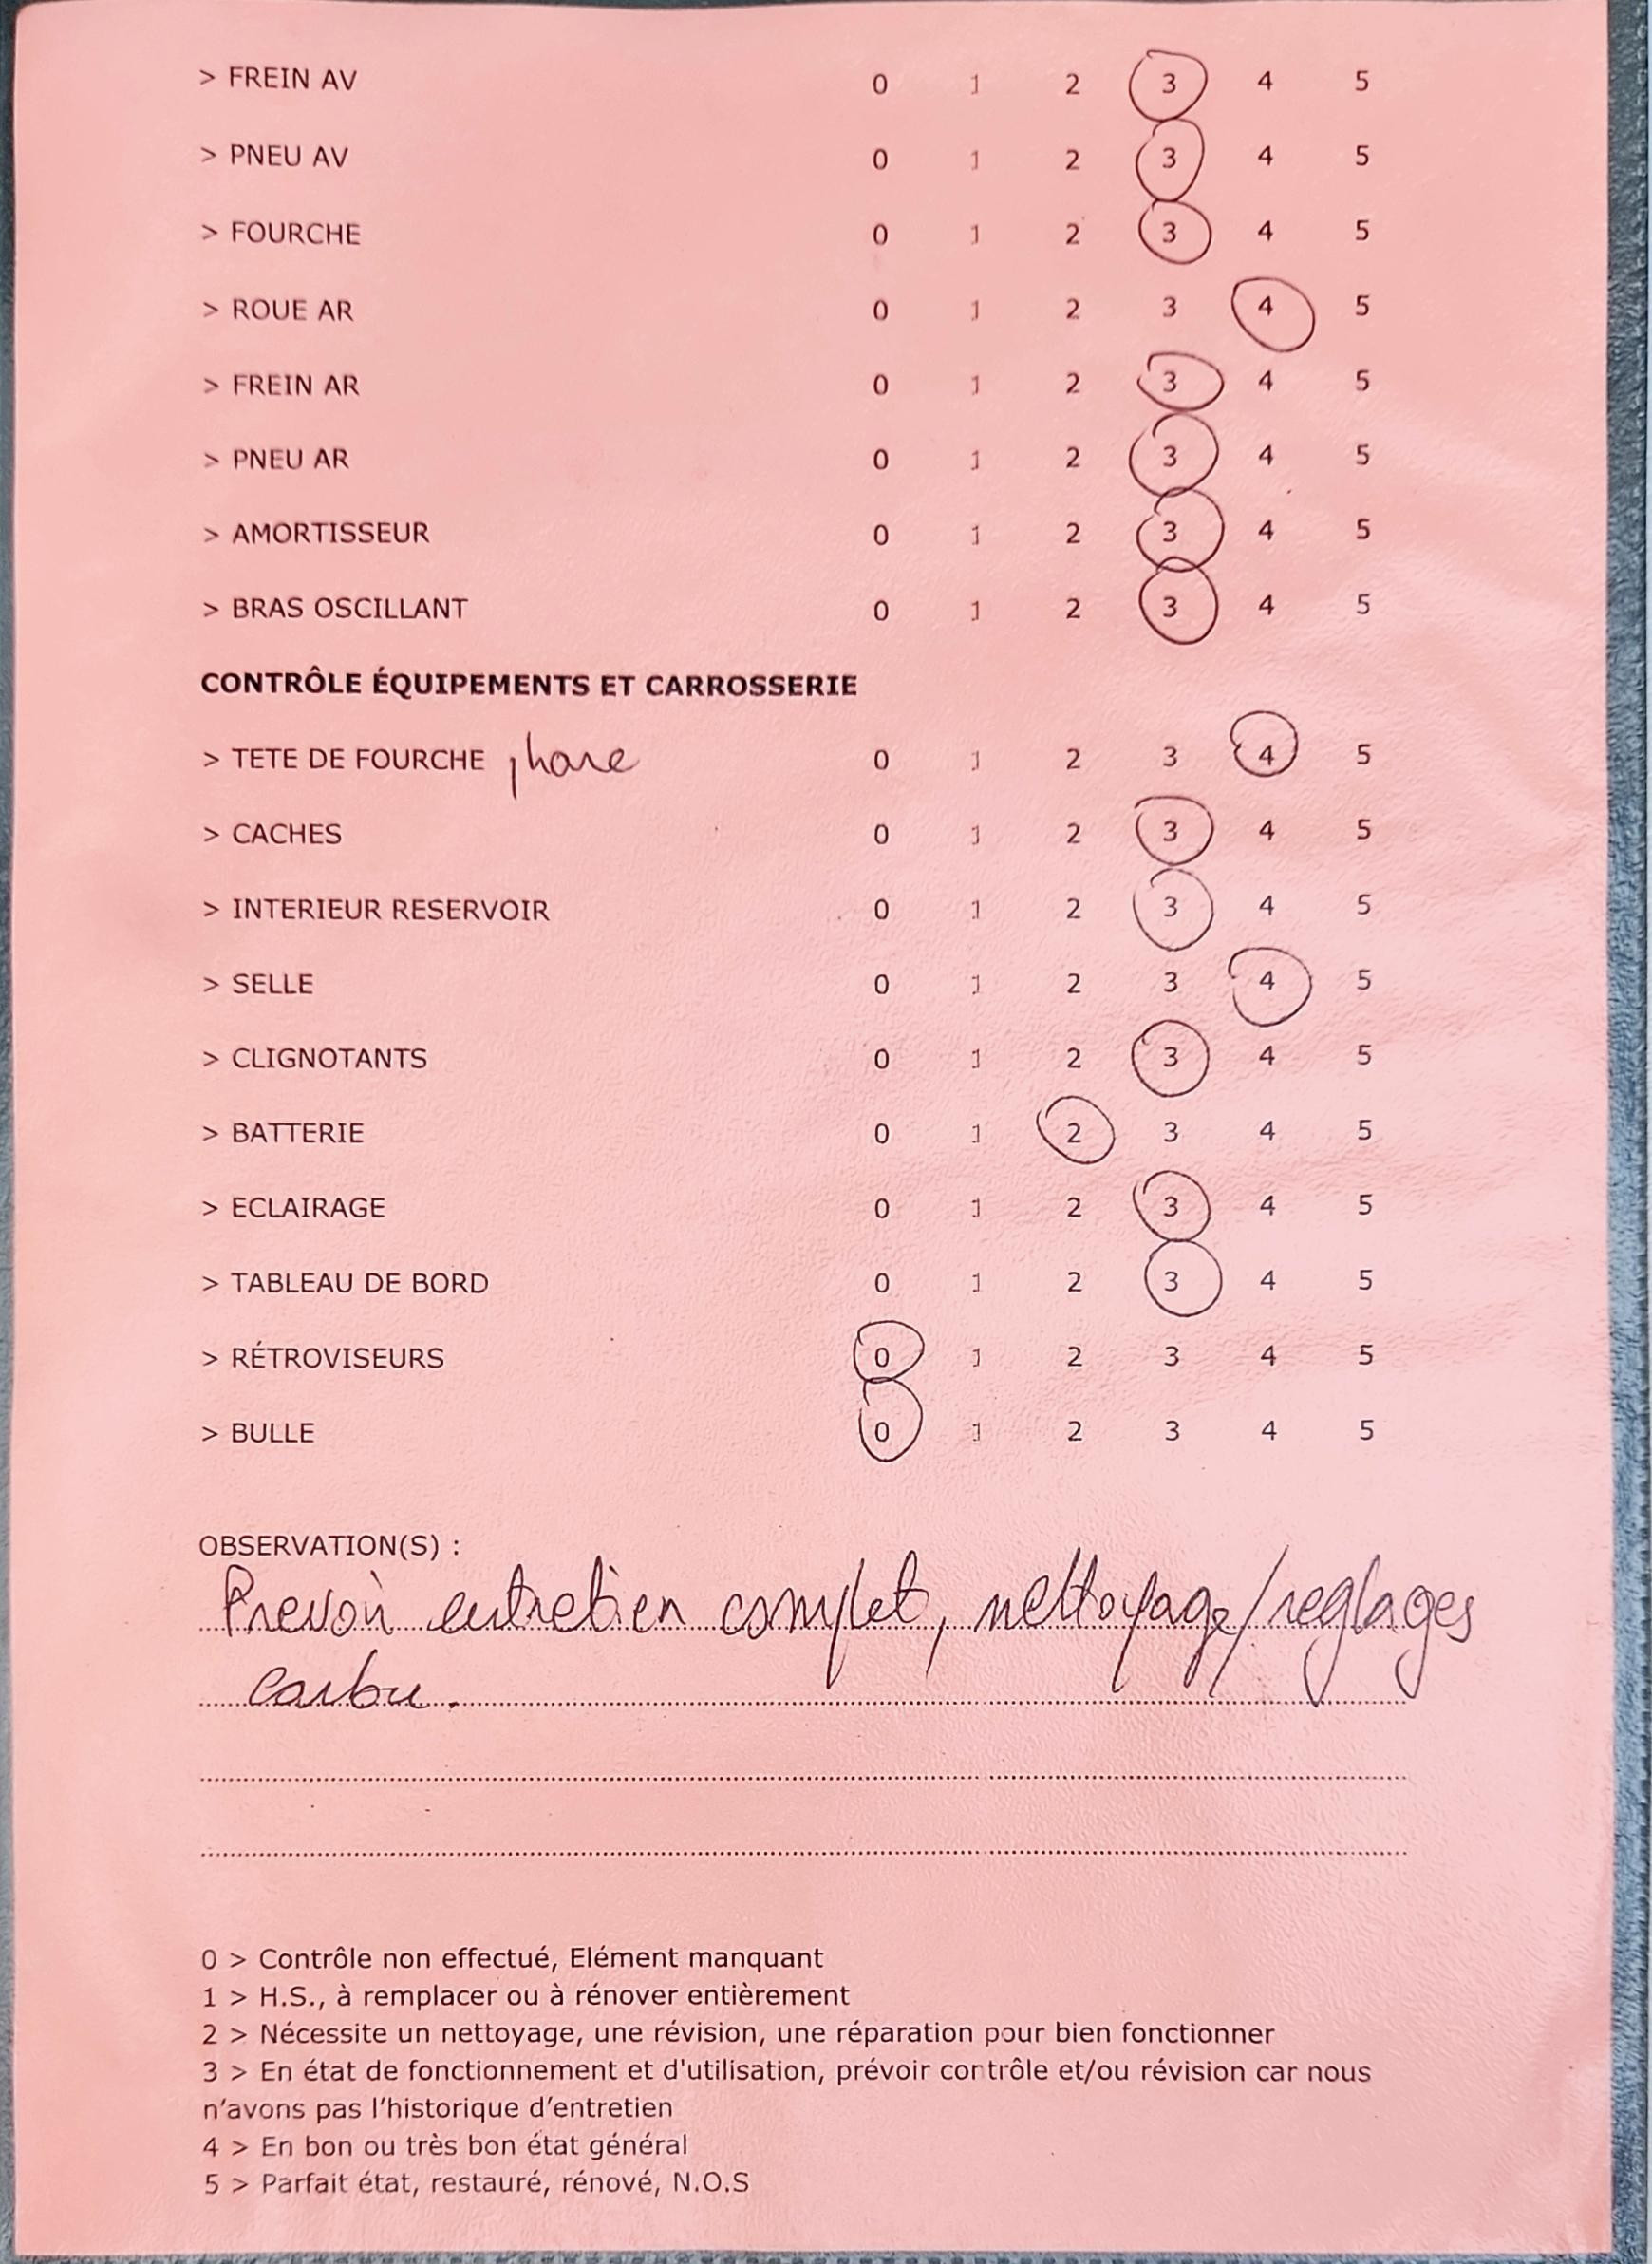 > FREIN AV 0 1 2 3 4 5
> PNEU AV 0 1 2 3 4 5
> FOURCHE 0 1 2 3 4 5
> ROUE AR 0 1 2 3 4 5
> FREIN AR 0 1 2 3 4 5
> PNEU AR 0 1 2 3 4 5
> AMORTISSEUR 0 1 2 3 4 5
> BRAS OSCILLANT 0 1 2 3 4 5
CONTRÔLE ÉQUIPEMENTS ET CARROSSERIE
> TETE DE FOURCHE phare 0 1 2 3 4 5
> CACHES 0 1 2 3 4 5
> INTERIEUR RESERVOIR 0 1 2 3 4 5
> SELLE 0 1 2 3 4 5
> CLIGNOTANTS 0 1 2 3 4 5
> BATTERIE 0 1 2 3 4 5
> ECLAIRAGE 0 1 2 3 4 5
> TABLEAU DE BORD 0 1 2 3 4 5
> RÉTROVISEURS 0 1 2 3 4 5
> BULLE 0 1 2 3 4 5
OBSERVATION(S) :
Prevoir entretien complet, nettoyage/reglages
carbu.
0 > Contrôle non effectué, Elément manquant
1 > H.S., à remplacer ou à rénover entièrement
2 > Nécessite un nettoyage, une révision, une réparation pour bien fonctionner
3 > En état de fonctionnement et d'utilisation, prévoir contrôle et/ou révision car nous
n'avons pas l'historique d'entretien
4 > En bon ou très bon état général
5 > Parfait état, restauré, rénové, N.O.S